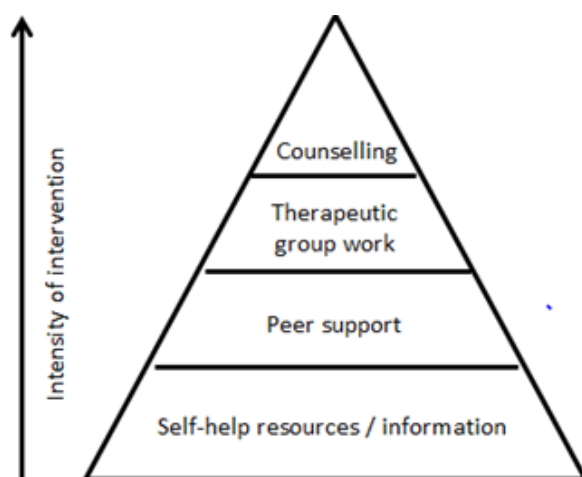 Counselling
Therapeutic
group work
Peer support
Self-help resources / information
Intensity of intervention